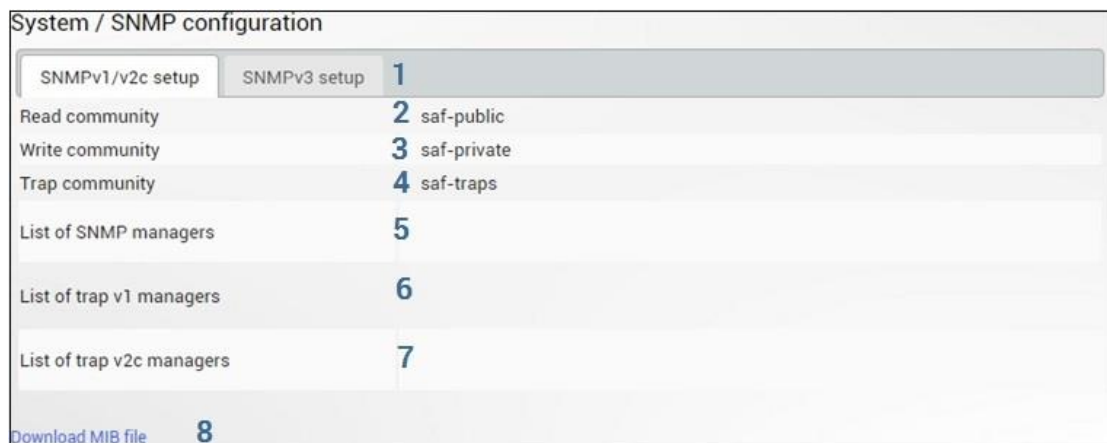 System / SNMP configuration
SNMPv1/v2c setup SNMPv3 setup 1
Read community 2 saf-public
Write community 3 saf-private
Trap community 4 saf-traps
List of SNMP managers 5
List of trap v1 managers 6
List of trap v2c managers 7
Download MIB file 8